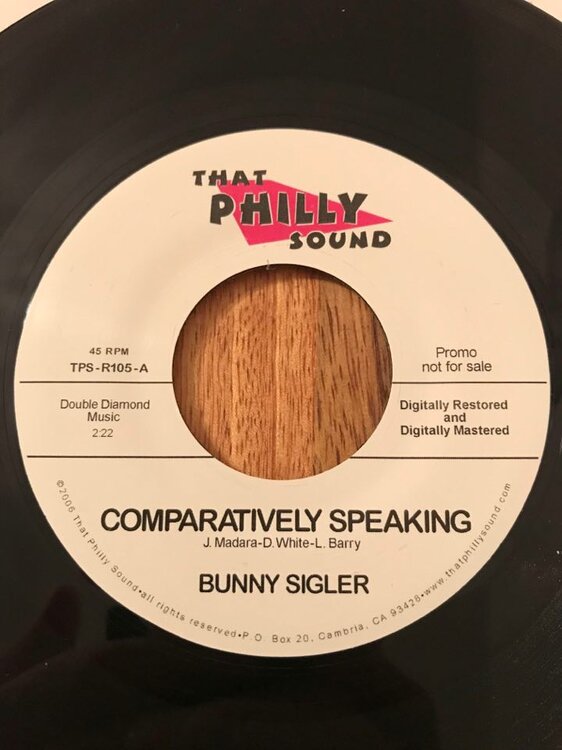 THAT
PHILLY
SOUND
45 RPM
TPS-R105-A
Promo
not for sale
Double Diamond
Music
2:22
Digitally Restored
and
Digitally Mastered
COMPARATIVELY SPEAKING
J. Madara-D. White-L. Barry
BUNNY SIGLER
©2006 That Philly Sound•all rights reserved•P.O. Box 20, Cambria, CA 93428•www.thatphillysound.com